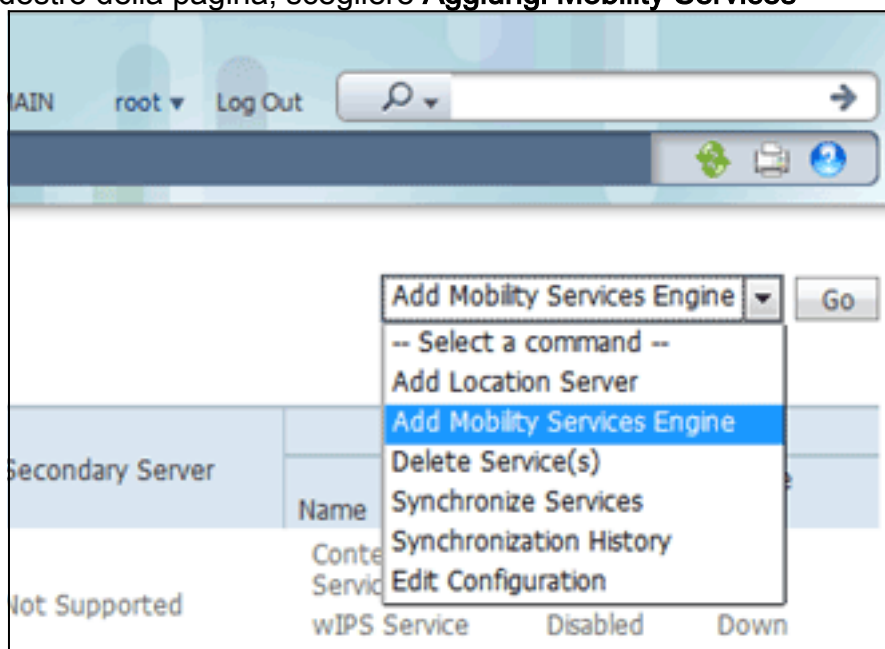 destro della pagina, scegliere Aggiungi Mobility Services
root Log Out
Add Mobility Services Engine Go
-- Select a command --
Add Location Server
Add Mobility Services Engine
Delete Service(s)
Synchronize Services
Synchronization History
Edit Configuration
Secondary Server
Name
Not Supported
wIPS Service Disabled Down